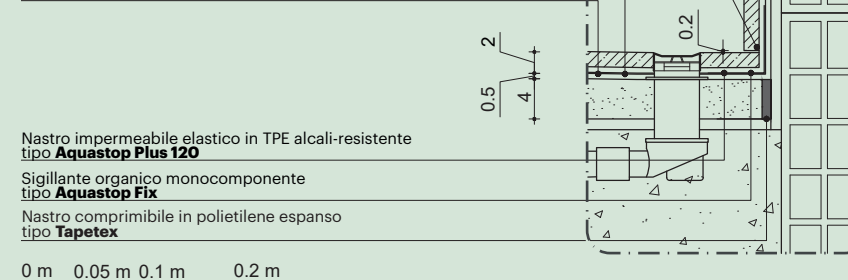 0.2
2
0.5
4
Nastro impermeabile elastico in TPE alcali-resistente
tipo Aquastop Plus 120
Sigillante organico monocomponente
tipo Aquastop Fix
Nastro comprimibile in polietilene espanso
tipo Tapetex
0 m 0.05 m 0.1 m 0.2 m